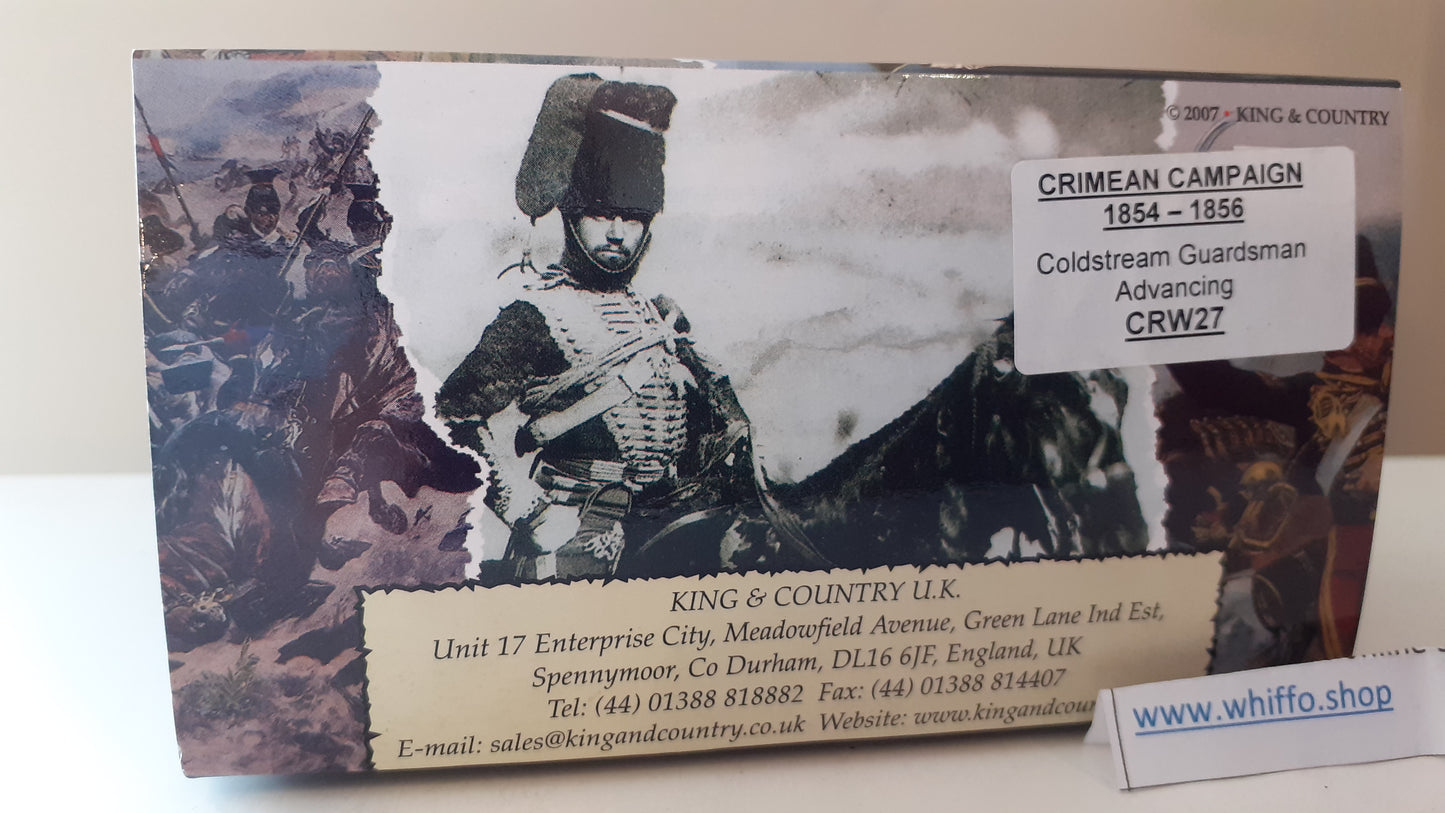 © 2007 • KING & COUNTRY
CRIMEAN CAMPAIGN
1854 – 1856
Coldstream Guardsman
Advancing
CRW27
KING & COUNTRY U.K.
Unit 17 Enterprise City, Meadowfield Avenue, Green Lane Ind Est,
Spennymoor, Co Durham, DL16 6JF, England, UK
Tel: (44) 01388 818882 Fax: (44) 01388 814407
E-mail: sales@kingandcountry.co.uk Website: www.kingandcou
www.whiffo.shop